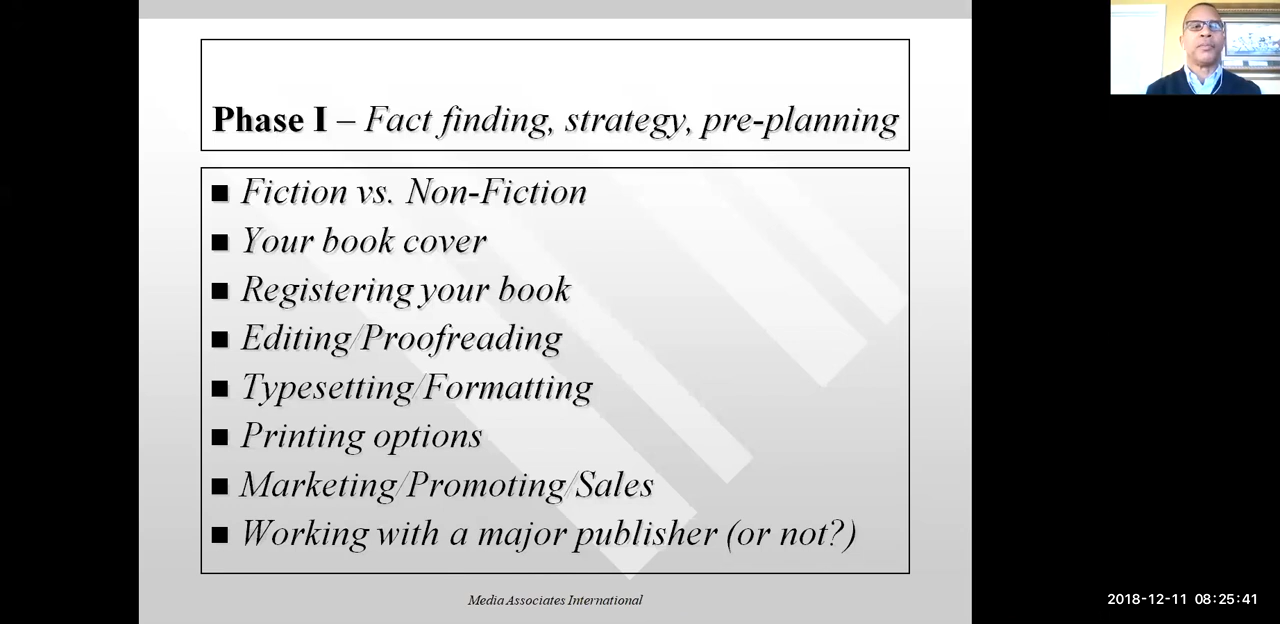 Phase I – Fact finding, strategy, pre-planning
■ Fiction vs. Non-Fiction
■ Your book cover
■ Registering your book
■ Editing/Proofreading
■ Typesetting/Formatting
■ Printing options
■ Marketing/Promoting/Sales
■ Working with a major publisher (or not?)
Media Associates International
2018-12-11 08:25:41